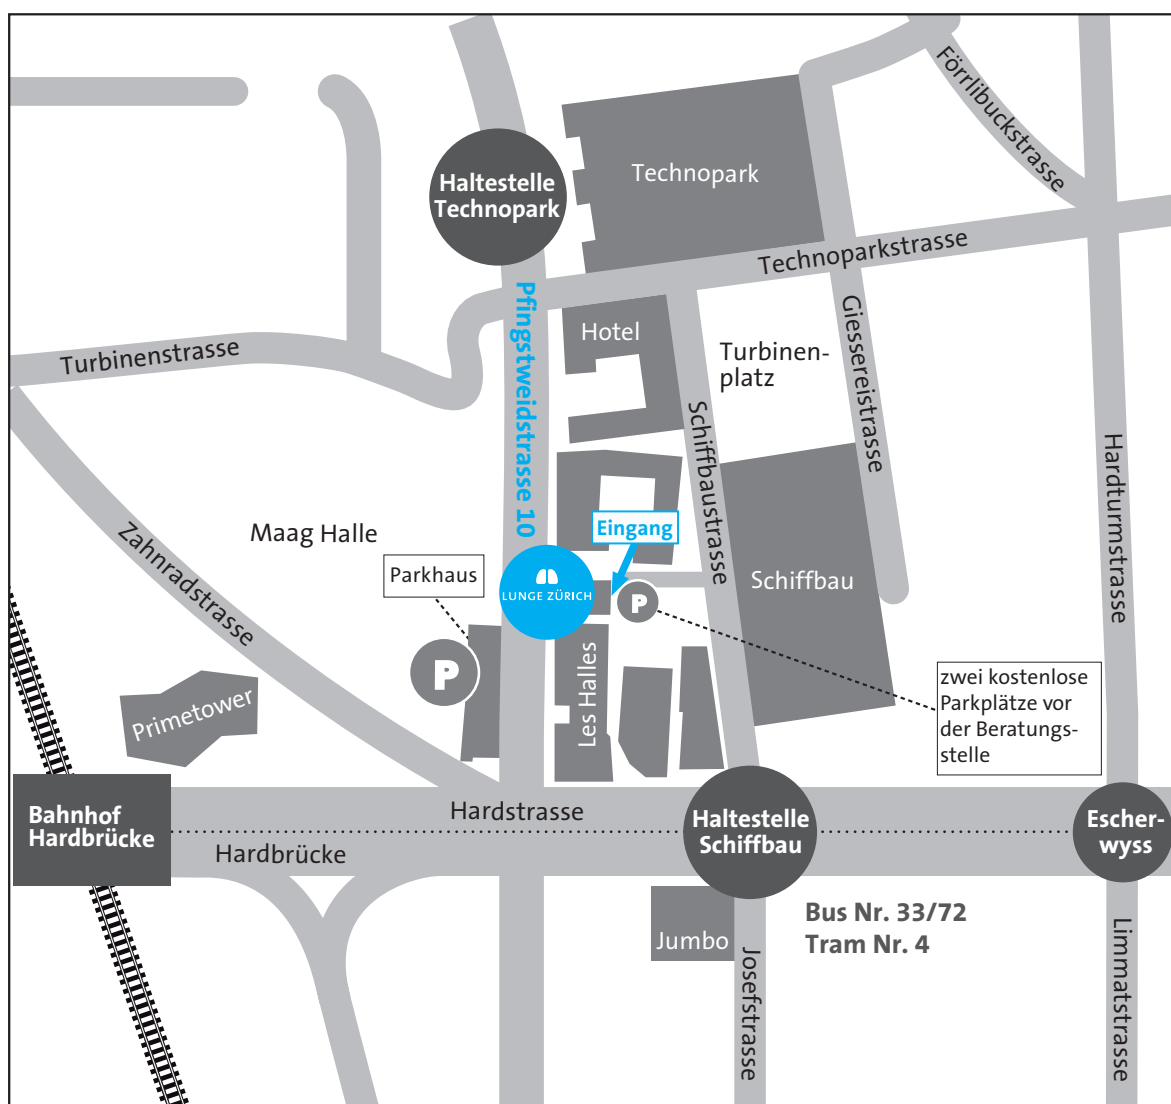 Förrlibuckstrasse
Haltestelle
Technopark
Technopark
Technoparkstrasse
Pfingstweidstrasse 10
Hotel
Giessereistrasse
Turbinenstrasse
Turbinen-
platz
Schiffbaustrasse
Hardturmstrasse
Zahnradstrasse
Maag Halle
Eingang
Parkhaus
LUNGE ZÜRICH
P
Schiffbau
P
Les Halles
Primetower
zwei kostenlose
Parkplätze vor
der Beratungs-
stelle
Bahnhof
Hardbrücke
Hardstrasse
Haltestelle
Schiffbau
Escher-
wyss
Hardbrücke
Bus Nr. 33/72
Tram Nr. 4
Jumbo
Josefstrasse
Limmatstrasse